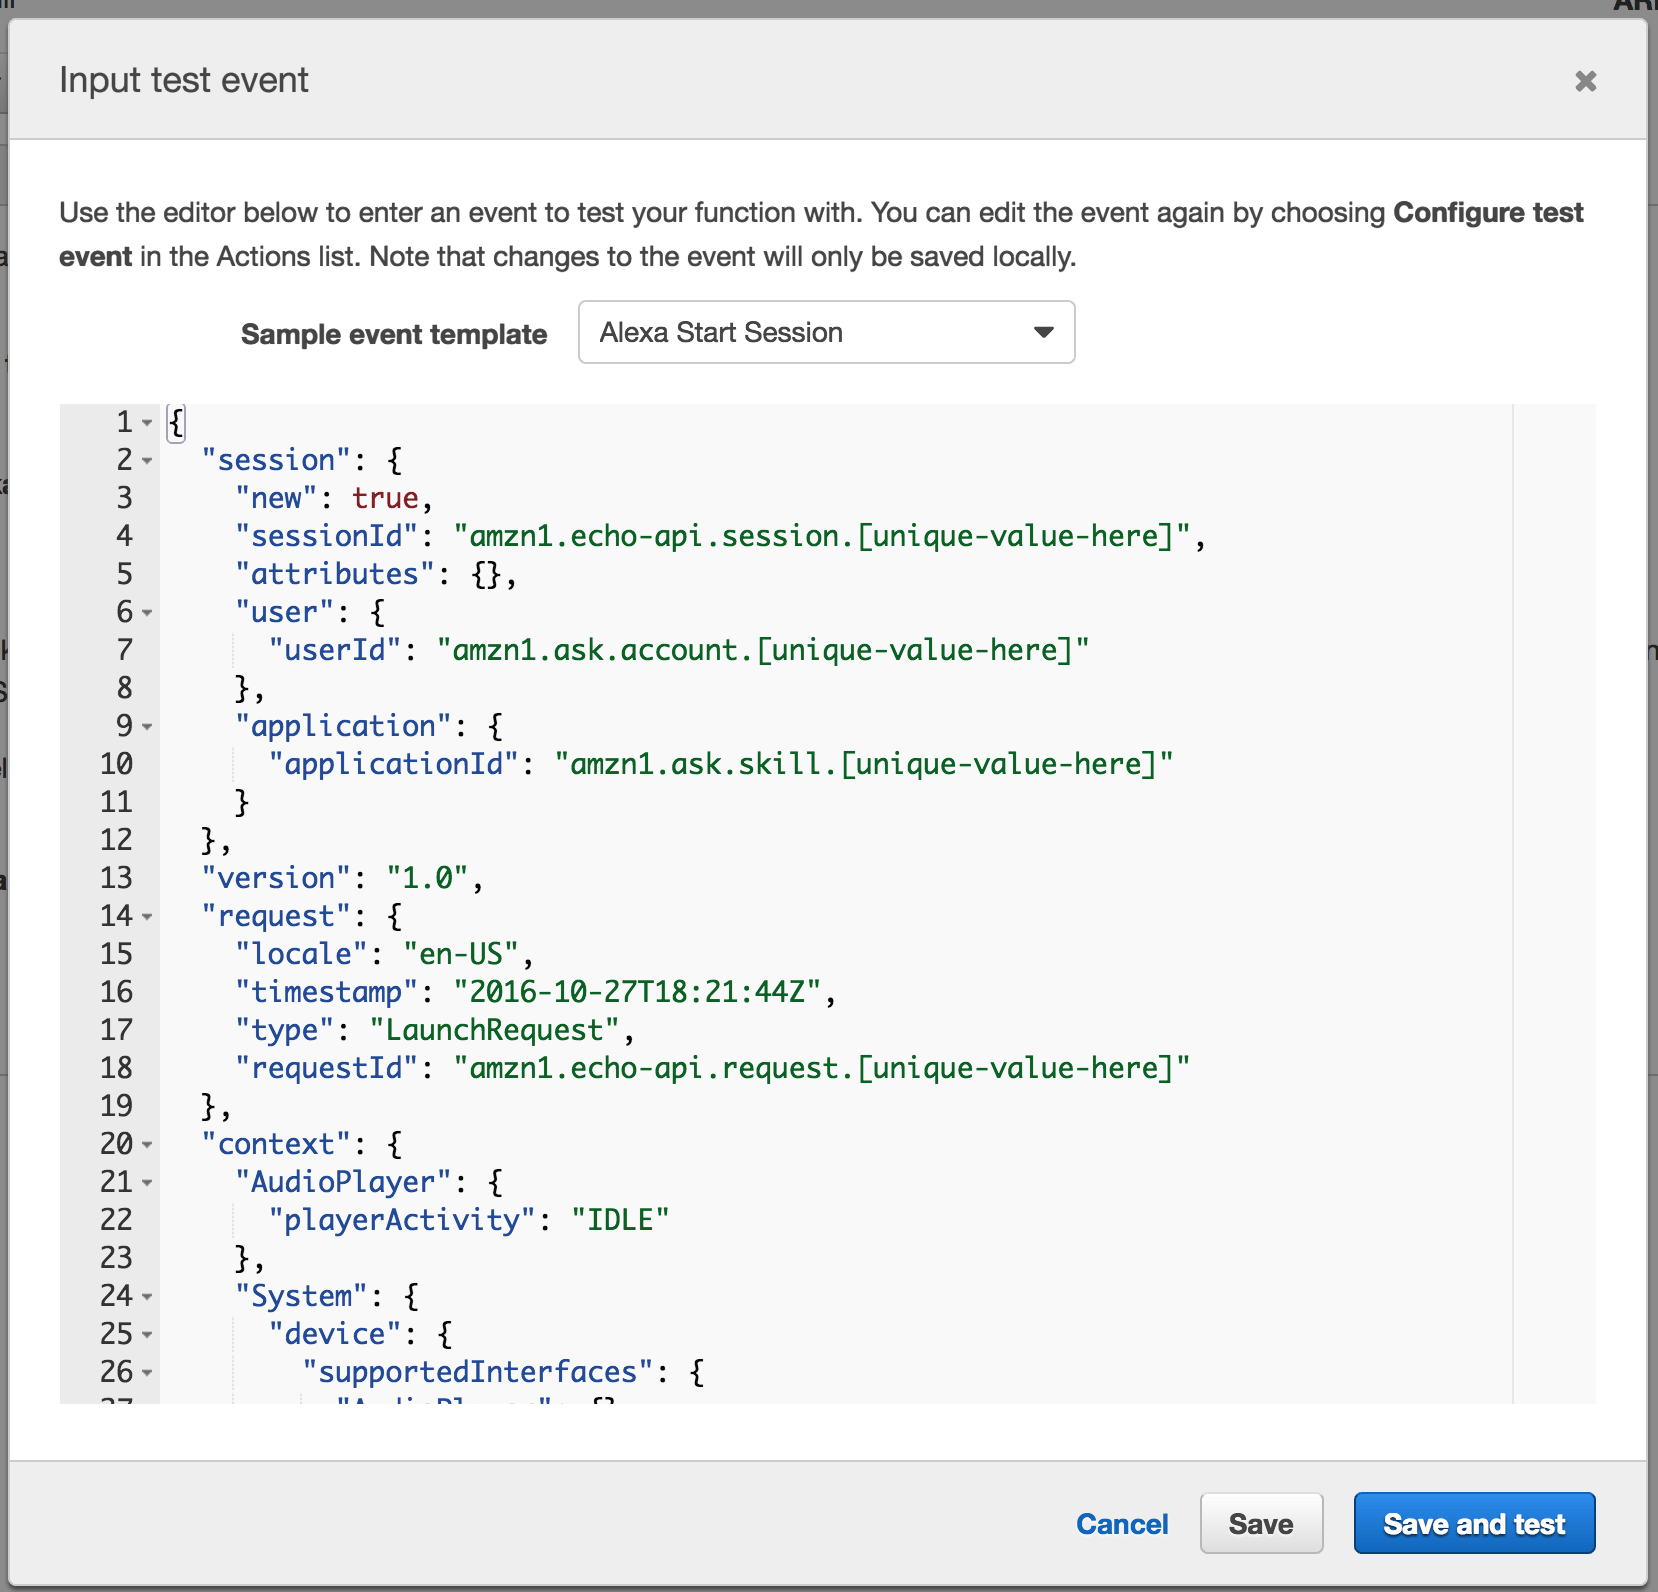 Input test event
Use the editor below to enter an event to test your function with. You can edit the event again by choosing Configure test
event in the Actions list. Note that changes to the event will only be saved locally.
Sample event template
Alexa Start Session
1 {
2 "session": {
3 "new": true,
4 "sessionId": "amzn1.echo-api.session.[unique-value-here]",
5 "attributes": {},
6 "user": {
7 "userId": "amzn1.ask.account.[unique-value-here]"
8 },
9 "application": {
10 "applicationId": "amzn1.ask.skill.[unique-value-here]"
11 }
12 },
13 "version": "1.0",
14 "request": {
15 "locale": "en-US",
16 "timestamp": "2016-10-27T18:21:44Z",
17 "type": "LaunchRequest",
18 "requestId": "amzn1.echo-api.request.[unique-value-here]"
19 },
20 "context": {
21 "AudioPlayer": {
22 "playerActivity": "IDLE"
23 },
24 "System": {
25 "device": {
26 "supportedInterfaces": {
Cancel
Save
Save and test